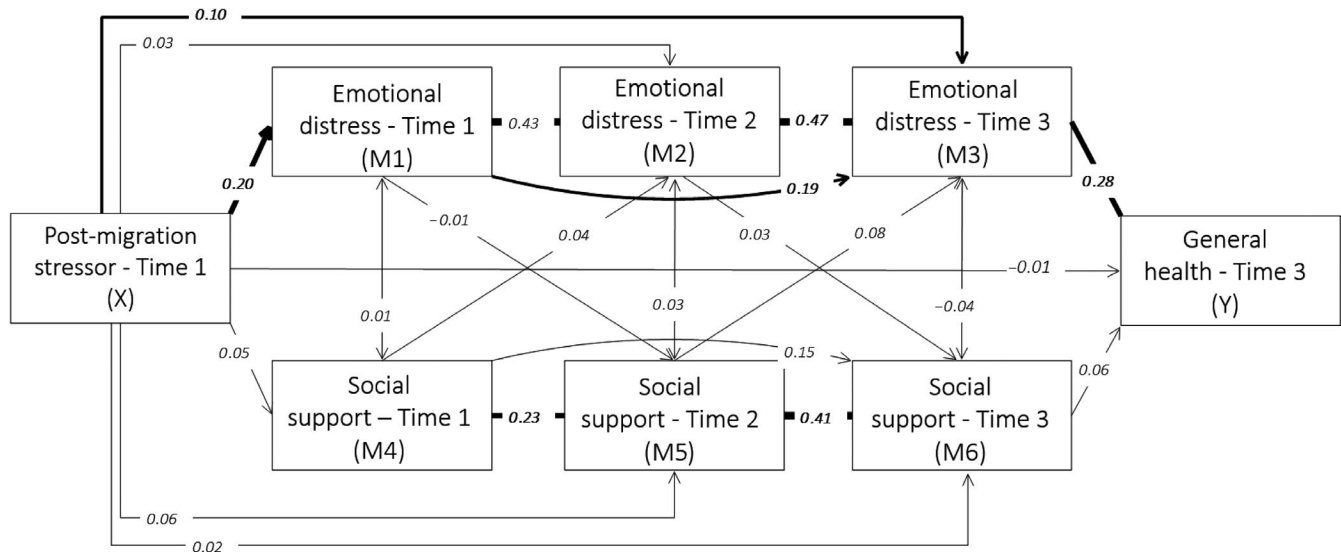 0.10
0.03
Emotional
distress - Time 1
(M1)
0.43
Emotional
distress - Time 2
(M2)
0.47
Emotional
distress - Time 3
(M3)
0.20
0.19
0.28
Post-migration
stressor - Time 1
(X)
−0.01
0.04
0.03
0.08
−0.01
General
health - Time 3
(Y)
0.01
0.03
−0.04
0.05
0.15
0.06
Social
support – Time 1
(M4)
0.23
Social
support - Time 2
(M5)
0.41
Social
support - Time 3
(M6)
0.06
0.02